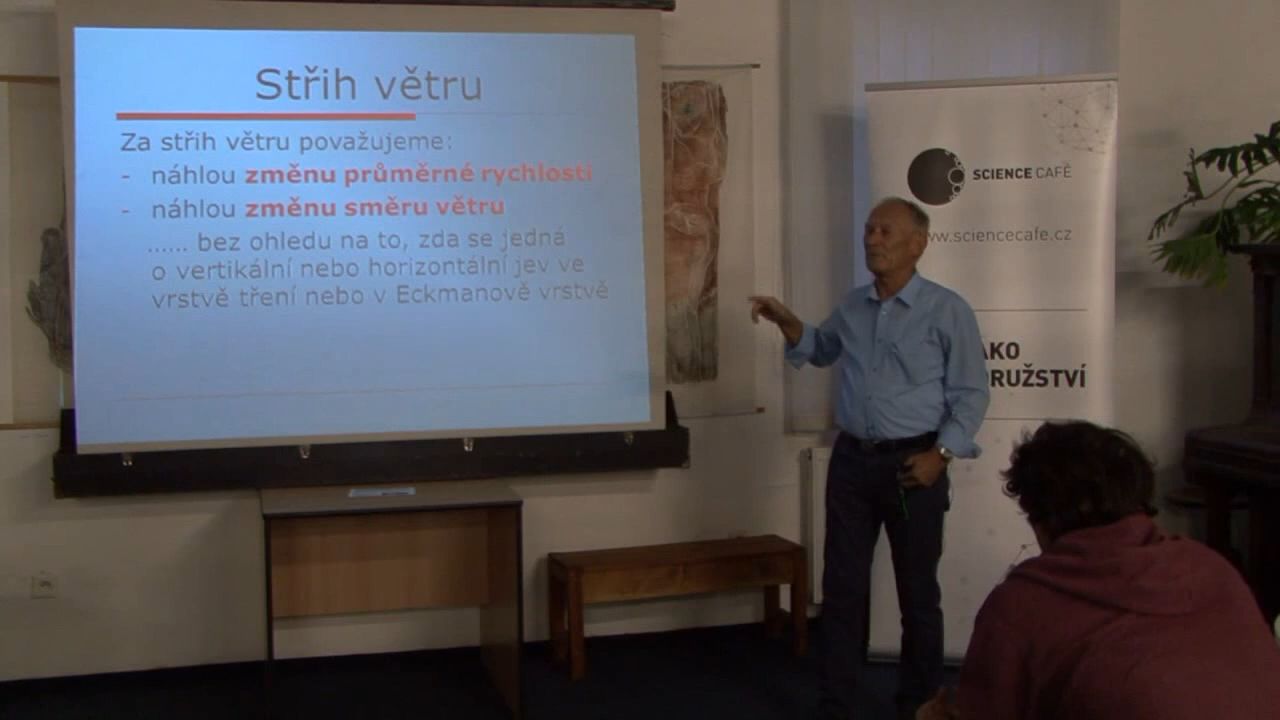 Střih větru
Za střih větru považujeme:
- náhlou změnu průměrné rychlosti
- náhlou změnu směru větru
...... bez ohledu na to, zda se jedná
o vertikální nebo horizontální jev ve
vrstvě tření nebo v Eckmanově vrstvě
SCIENCE CAFÉ
ww.sciencecafe.cz
AKO
RUŽSTVÍ